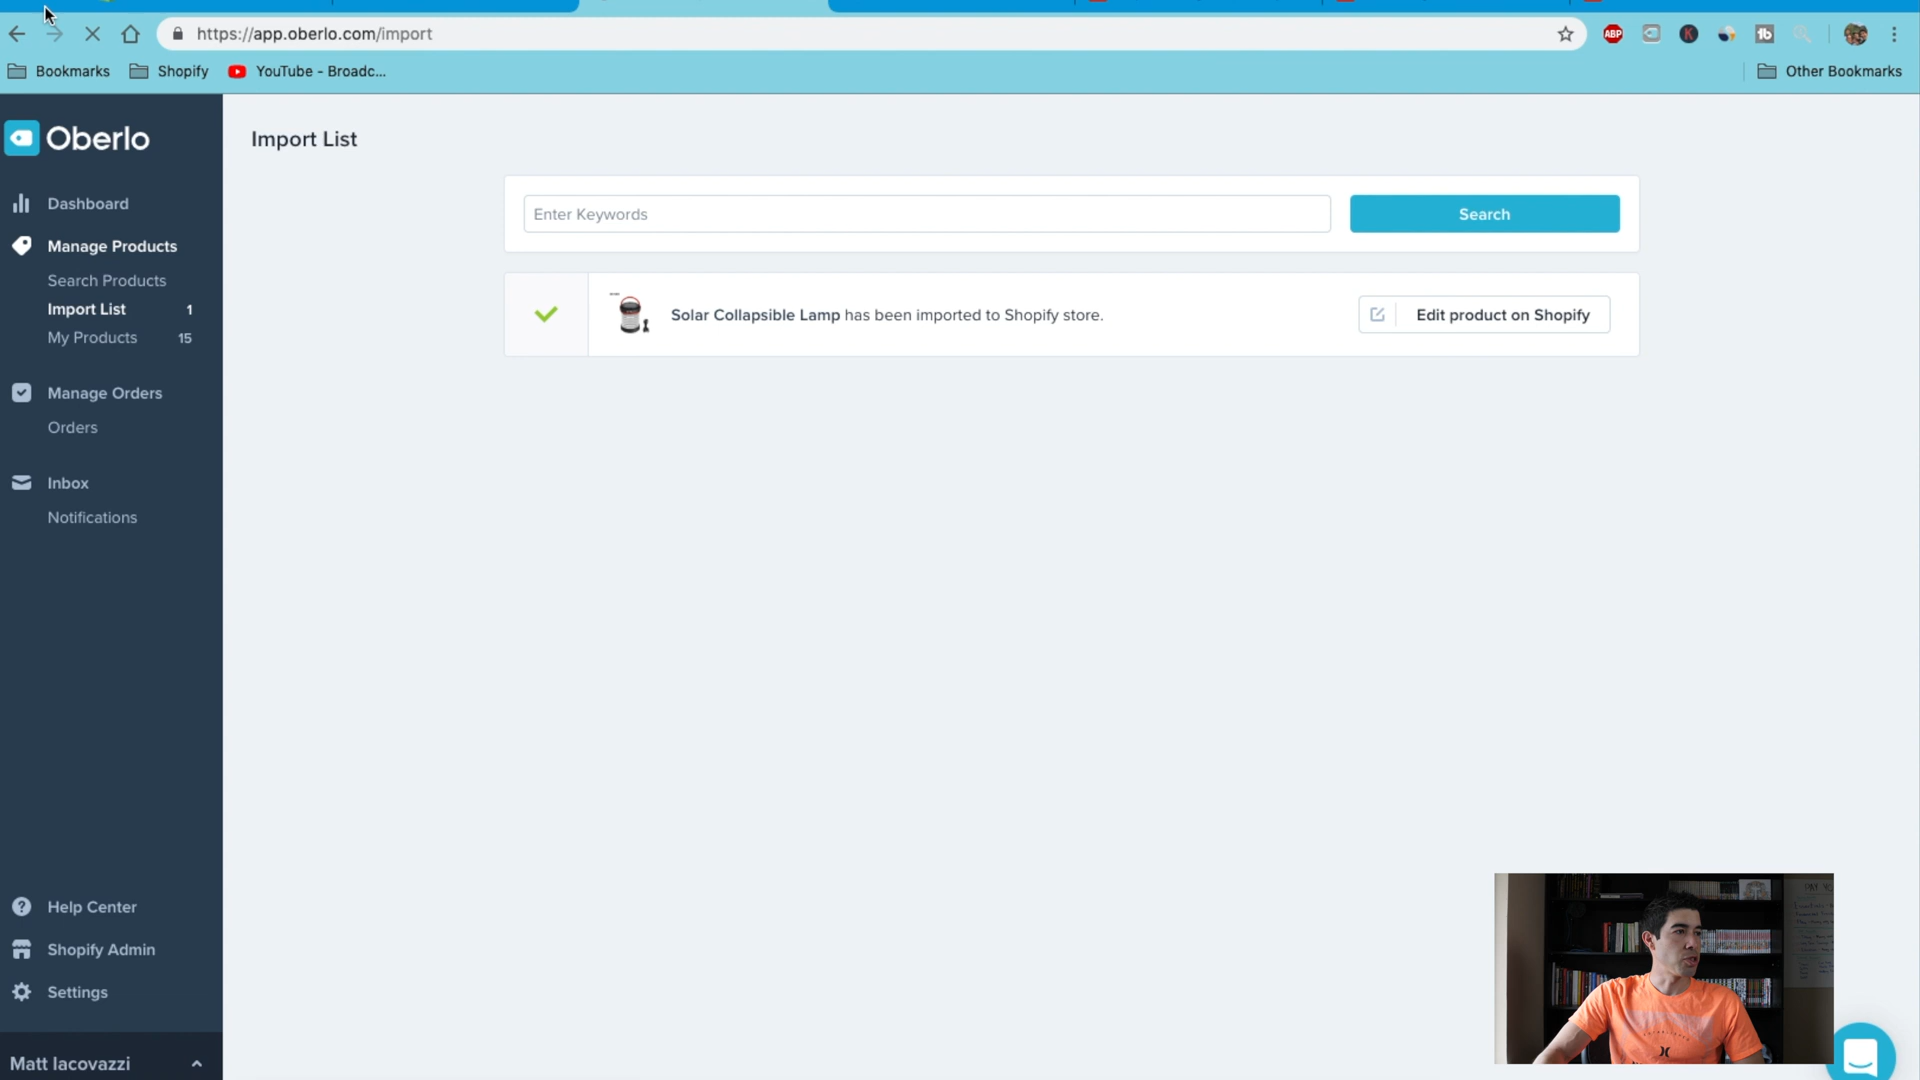 https://app.oberlo.com/import
ABP
K
tb
Bookmarks
Shopify
YouTube - Broadc...
Other Bookmarks
Oberlo
Import List
Dashboard
Enter Keywords
Search
Manage Products
Search Products
Import List 1
Solar Collapsible Lamp has been imported to Shopify store.
Edit product on Shopify
My Products 15
Manage Orders
Orders
Inbox
Notifications
Help Center
Shopify Admin
Settings
Matt Iacovazzi